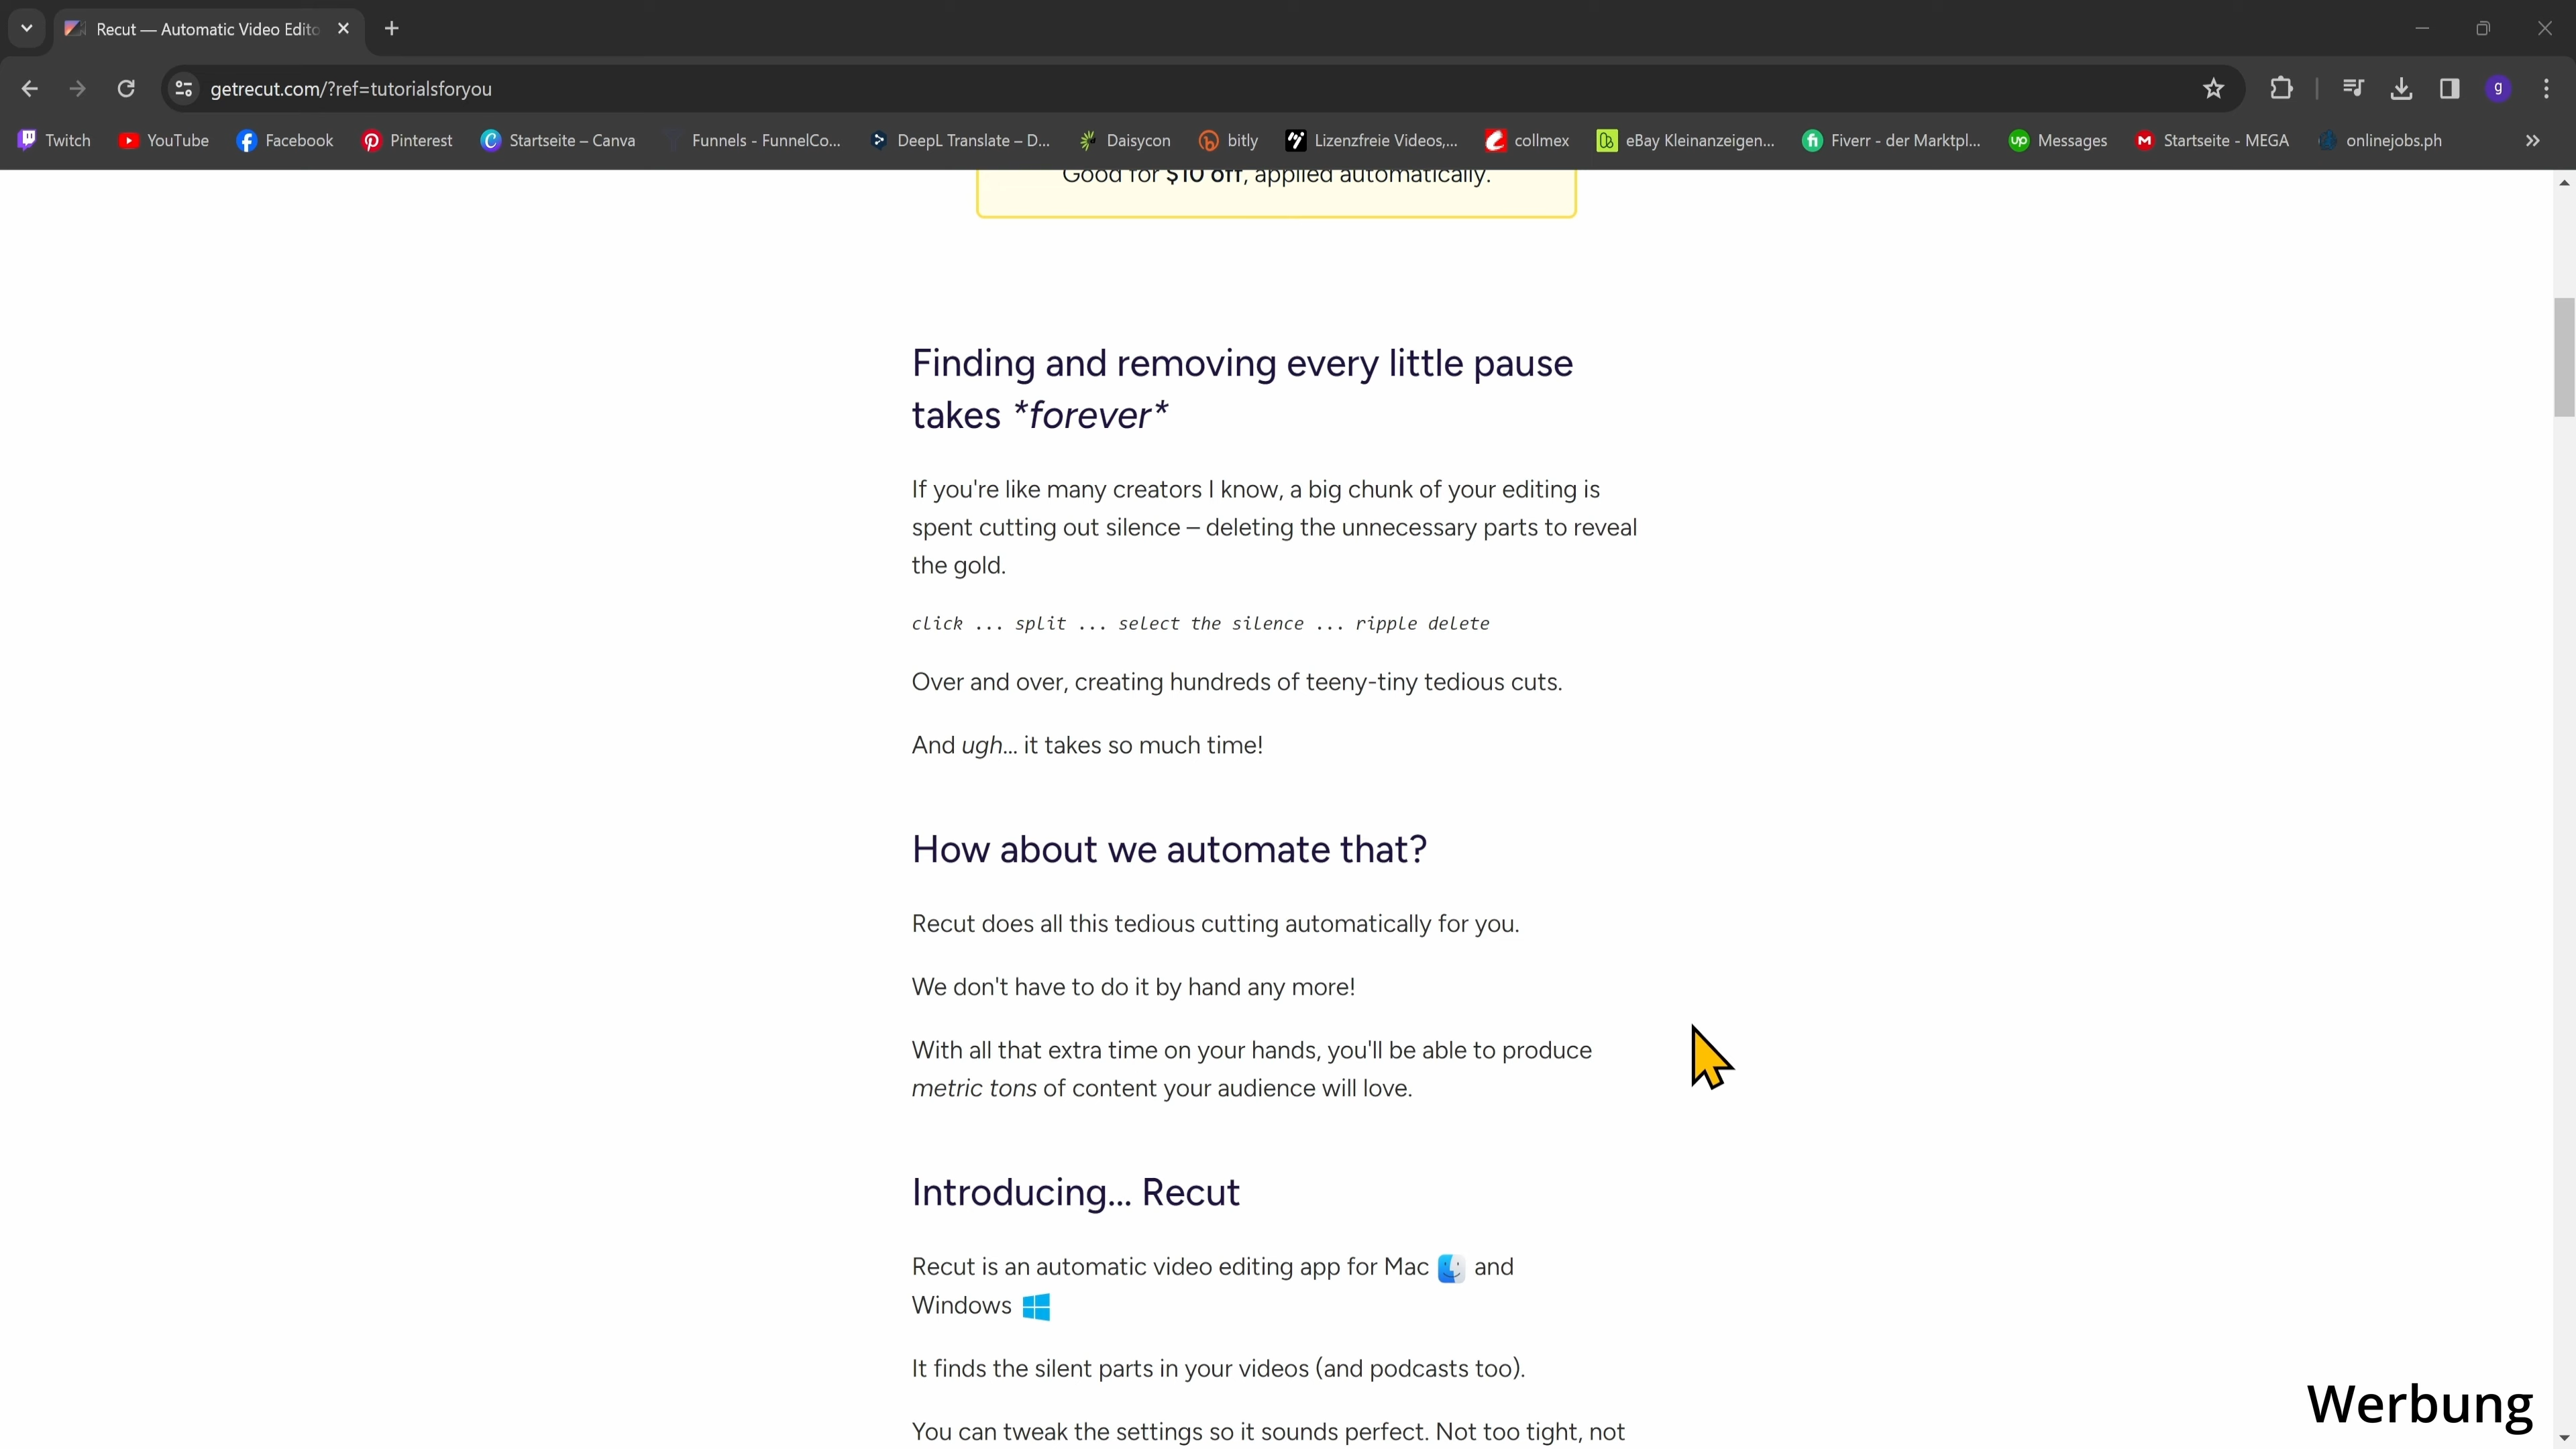 Recut — Automatic Video Edito
getrecut.com/?ref=tutorialsforyou
g
Twitch
YouTube
Facebook
Pinterest
Startseite – Canva
Funnels - FunnelCo...
DeepL Translate – D...
Daisycon
bitly
Lizenzfreie Videos,...
collmex
eBay Kleinanzeigen...
Fiverr - der Marktpl...
Messages
Startseite - MEGA
onlinejobs.ph
Good for $10 off, applied automatically.
Finding and removing every little pause
takes *forever*
If you're like many creators I know, a big chunk of your editing is
spent cutting out silence – deleting the unnecessary parts to reveal
the gold.
click ... split ... select the silence ... ripple delete
Over and over, creating hundreds of teeny-tiny tedious cuts.
And ugh... it takes so much time!
How about we automate that?
Recut does all this tedious cutting automatically for you.
We don't have to do it by hand any more!
With all that extra time on your hands, you'll be able to produce
metric tons of content your audience will love.
Introducing... Recut
Recut is an automatic video editing app for Mac and
Windows
It finds the silent parts in your videos (and podcasts too).
You can tweak the settings so it sounds perfect. Not too tight, not
Werbung